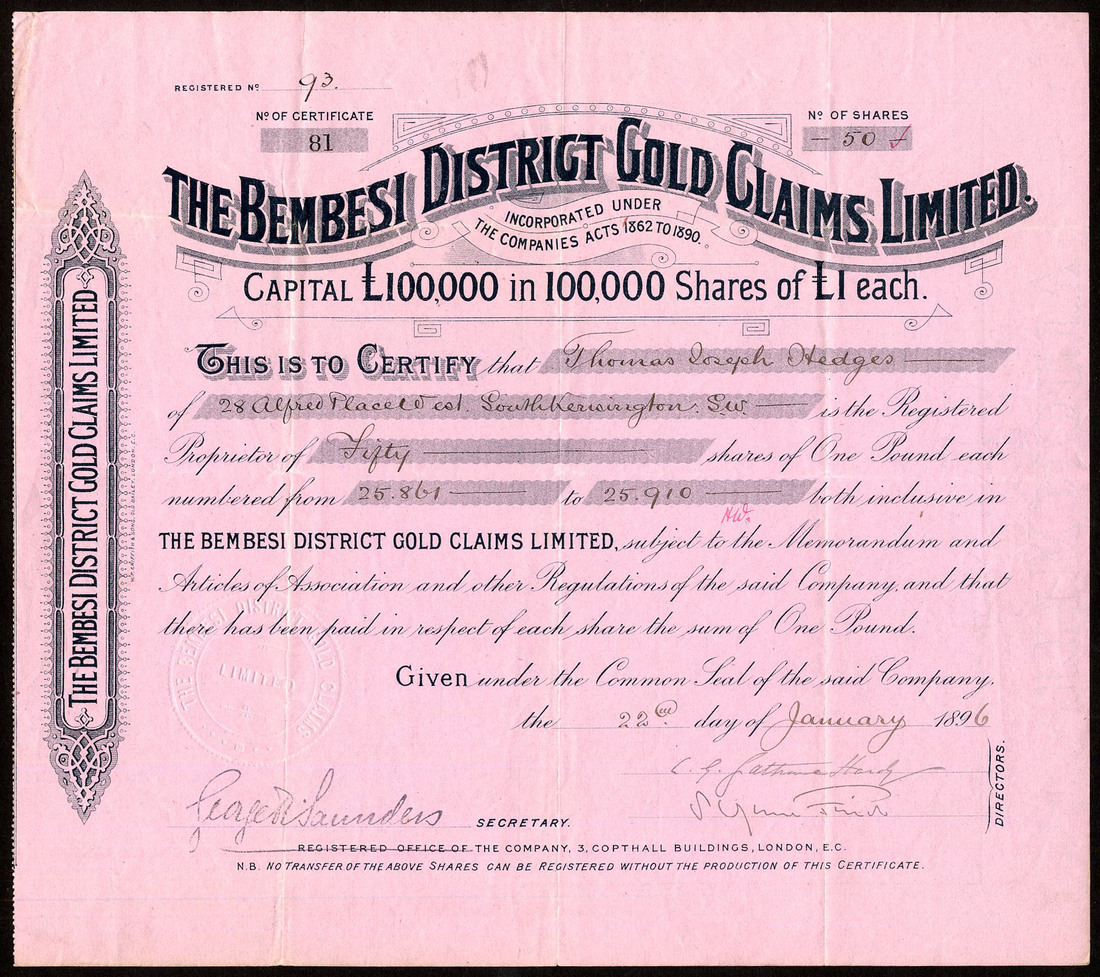 REGISTERED Nº 93.
Nº OF CERTIFICATE
81
Nº OF SHARES
— 50 —
THE BEMBESI DISTRICT GOLD CLAIMS LIMITED.
INCORPORATED UNDER
THE COMPANIES ACTS 1862 TO 1890.
CAPITAL £100,000 in 100,000 Shares of £1 each.
THIS IS TO CERTIFY that Thomas Joseph Hedges
of 28 Alfred Place West. South Kensington. S.W. is the Registered
Proprietor of Fifty shares of One Pound each
numbered from 25.861 to 25.910 both inclusive in
H.W.
THE BEMBESI DISTRICT GOLD CLAIMS LIMITED, subject to the Memorandum and
Articles of Association and other Regulations of the said Company, and that
there has been paid in respect of each share the sum of One Pound.
Given under the Common Seal of the said Company.
the 22nd day of January 1896
THE BEMBESI DISTRICT GOLD CLAIMS
LIMITED
George Saunders SECRETARY.
DIRECTORS.
REGISTERED OFFICE OF THE COMPANY, 3, COPTHALL BUILDINGS, LONDON, E.C.
N.B. NO TRANSFER OF THE ABOVE SHARES CAN BE REGISTERED WITHOUT THE PRODUCTION OF THIS CERTIFICATE.
THE BEMBESI DISTRICT GOLD CLAIMS LIMITED